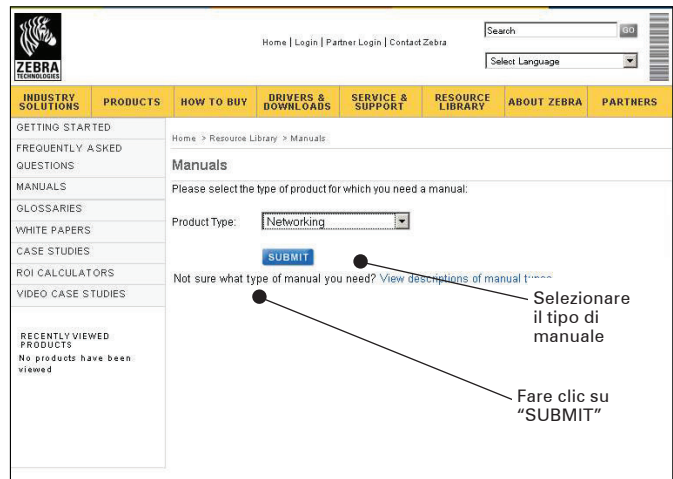 ZEBRA
TECHNOLOGIES
Home | Login | Partner Login | Contact Zebra
Search
GO
Select Language
INDUSTRY SOLUTIONS
PRODUCTS
HOW TO BUY
DRIVERS & DOWNLOADS
SERVICE & SUPPORT
RESOURCE LIBRARY
ABOUT ZEBRA
PARTNERS
GETTING STARTED
FREQUENTLY ASKED
QUESTIONS
MANUALS
GLOSSARIES
WHITE PAPERS
CASE STUDIES
ROI CALCULATORS
VIDEO CASE STUDIES
RECENTLY VIEWED
PRODUCTS
No products have been
viewed
Home > Resource Library > Manuals
Manuals
Please select the type of product for which you need a manual:
Product Type:
Networking
SUBMIT
Not sure what type of manual you need? View descriptions of manual
Selezionare
il tipo di
manuale
Fare clic su
“SUBMIT”